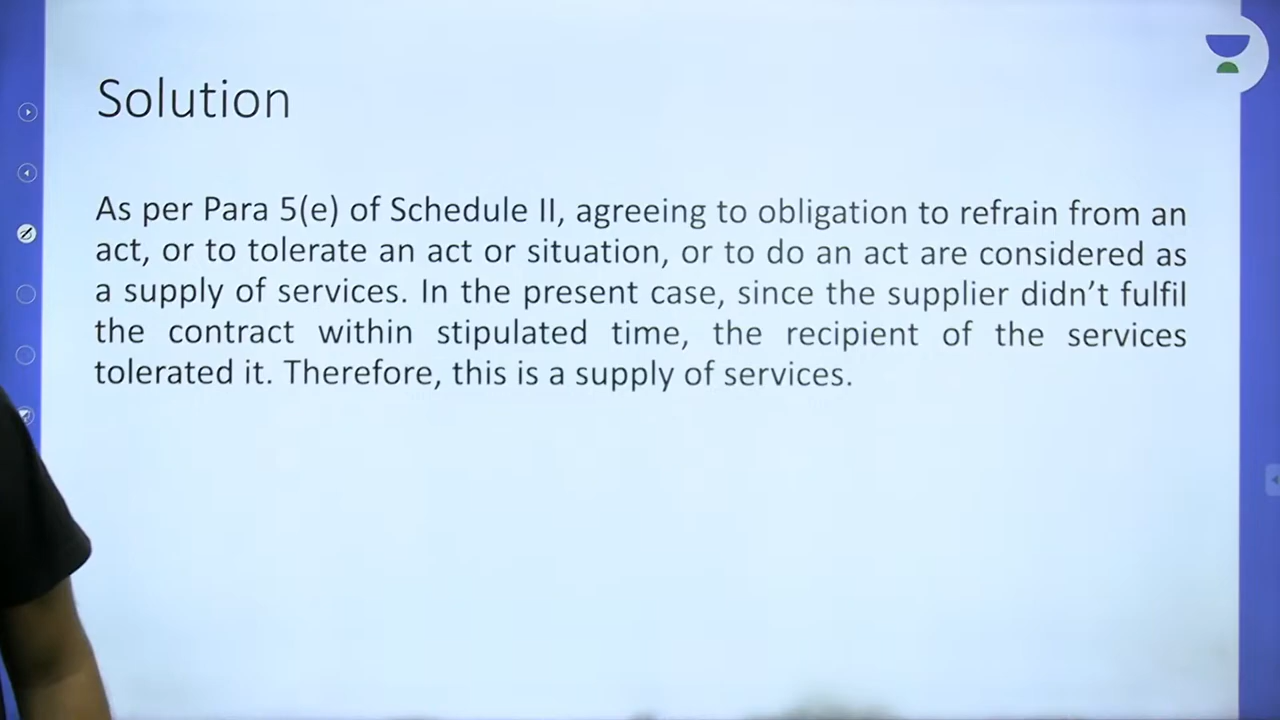 Solution
As per Para 5(e) of Schedule II, agreeing to obligation to refrain from an
act, or to tolerate an act or situation, or to do an act are considered as
a supply of services. In the present case, since the supplier didn’t fulfil
the contract within stipulated time, the recipient of the services
tolerated it. Therefore, this is a supply of services.